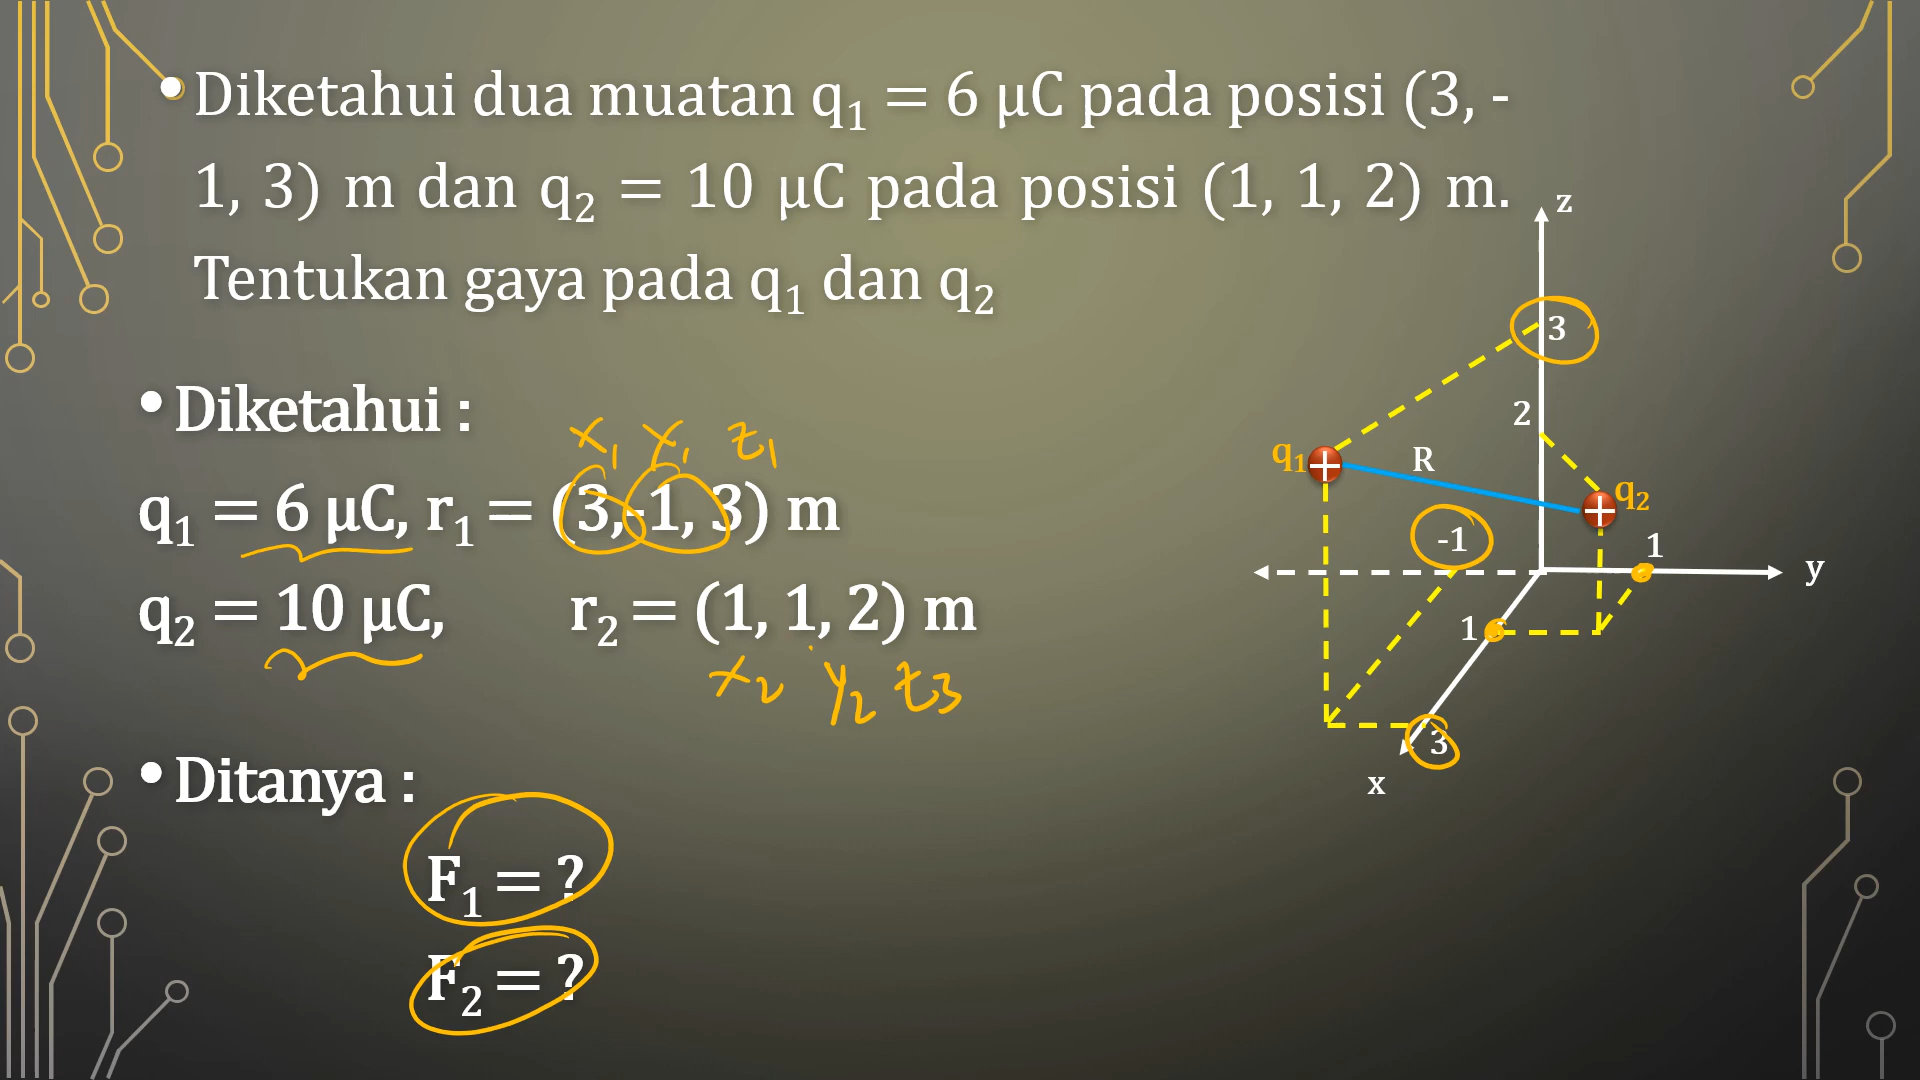 • Diketahui dua muatan q₁ = 6 μC pada posisi (3, -
1, 3) m dan q₂ = 10 μC pada posisi (1, 1, 2) m.
Tentukan gaya pada q₁ dan q₂
• Diketahui :
x₁ x₁ z₁
q₁ = 6 μC, r₁ = (3,-1, 3) m
q₂ = 10 μC, r₂ = (1, 1, 2) m
x₂ y₂ z₃
• Ditanya :
F₁ = ?
F₂ = ?
z
3
2
q₁
R
q₂
-1
1
y
1
3
x